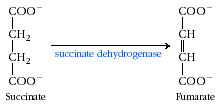 COO⁻ COO⁻
CH₂ CH
succinate dehydrogenase
CH₂ CH
COO⁻ COO⁻
Succinate Fumarate